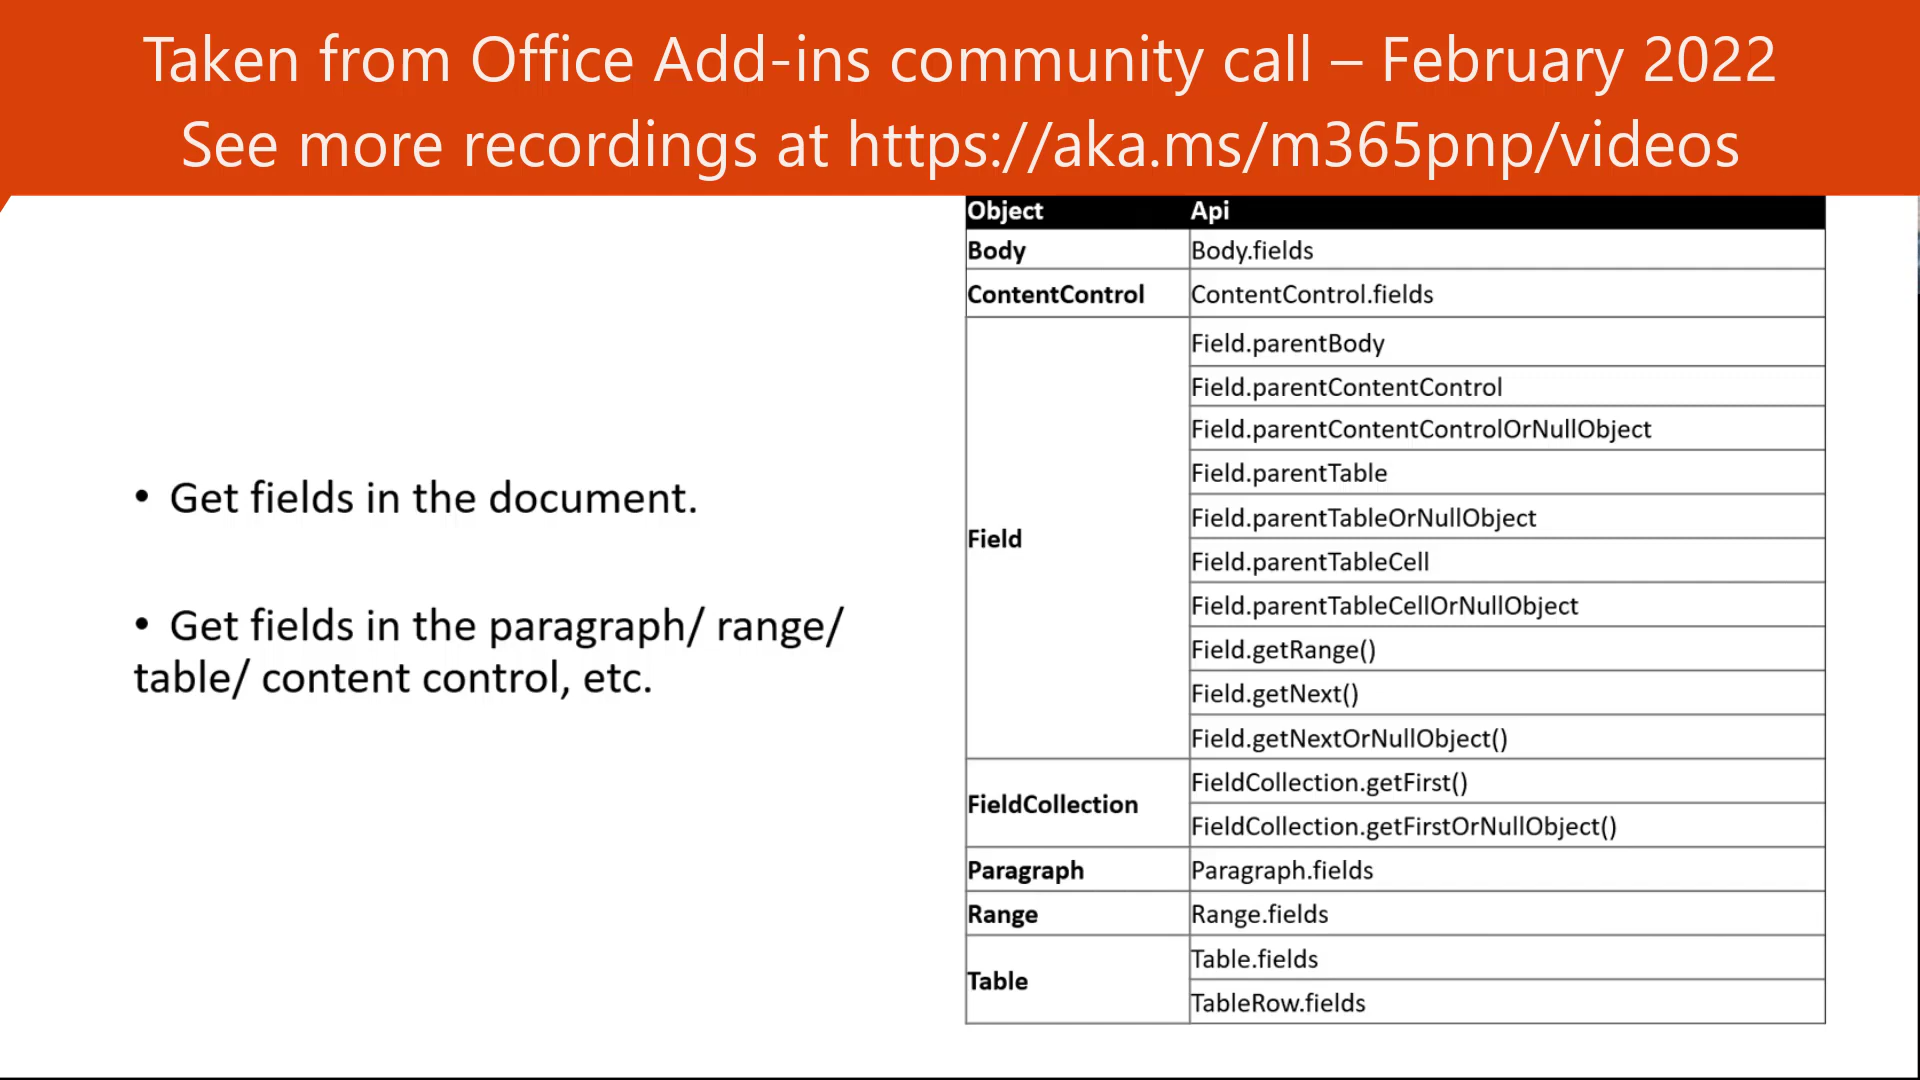 Taken from Office Add-ins community call – February 2022
See more recordings at https://aka.ms/m365pnp/videos
• Get fields in the document.
• Get fields in the paragraph/ range/
table/ content control, etc.
Object Api
Body Body.fields
ContentControl ContentControl.fields
Field
Field.parentBody
Field.parentContentControl
Field.parentContentControlOrNullObject
Field.parentTable
Field.parentTableOrNullObject
Field.parentTableCell
Field.parentTableCellOrNullObject
Field.getRange()
Field.getNext()
Field.getNextOrNullObject()
FieldCollection
FieldCollection.getFirst()
FieldCollection.getFirstOrNullObject()
Paragraph Paragraph.fields
Range Range.fields
Table
Table.fields
TableRow.fields